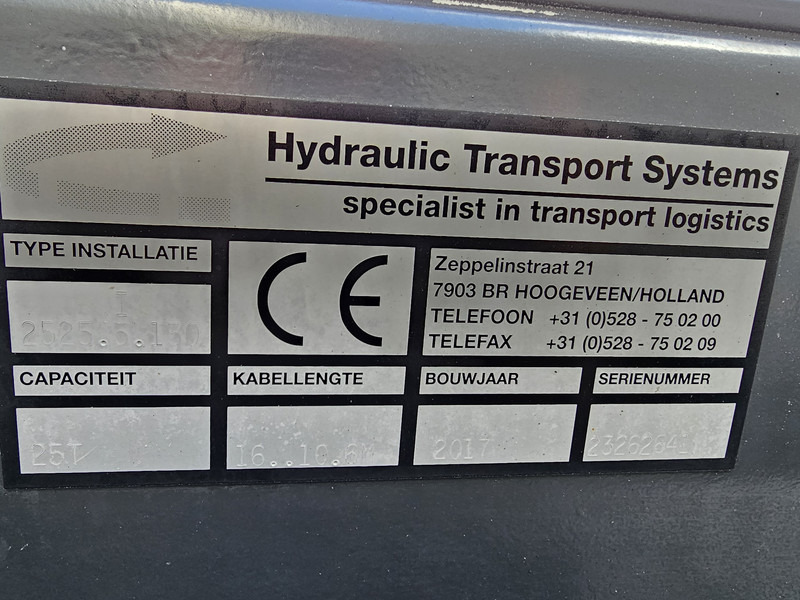 Hydraulic Transport Systems
specialist in transport logistics
TYPE INSTALLATIE
Zeppelinstraat 21
7903 BR HOOGEVEEN/HOLLAND
TELEFOON +31 (0)528 - 75 02 00
TELEFAX +31 (0)528 - 75 02 09
CE
CAPACITEIT
KABELLENGTE
BOUWJAAR
SERIENUMMER
25T
2017